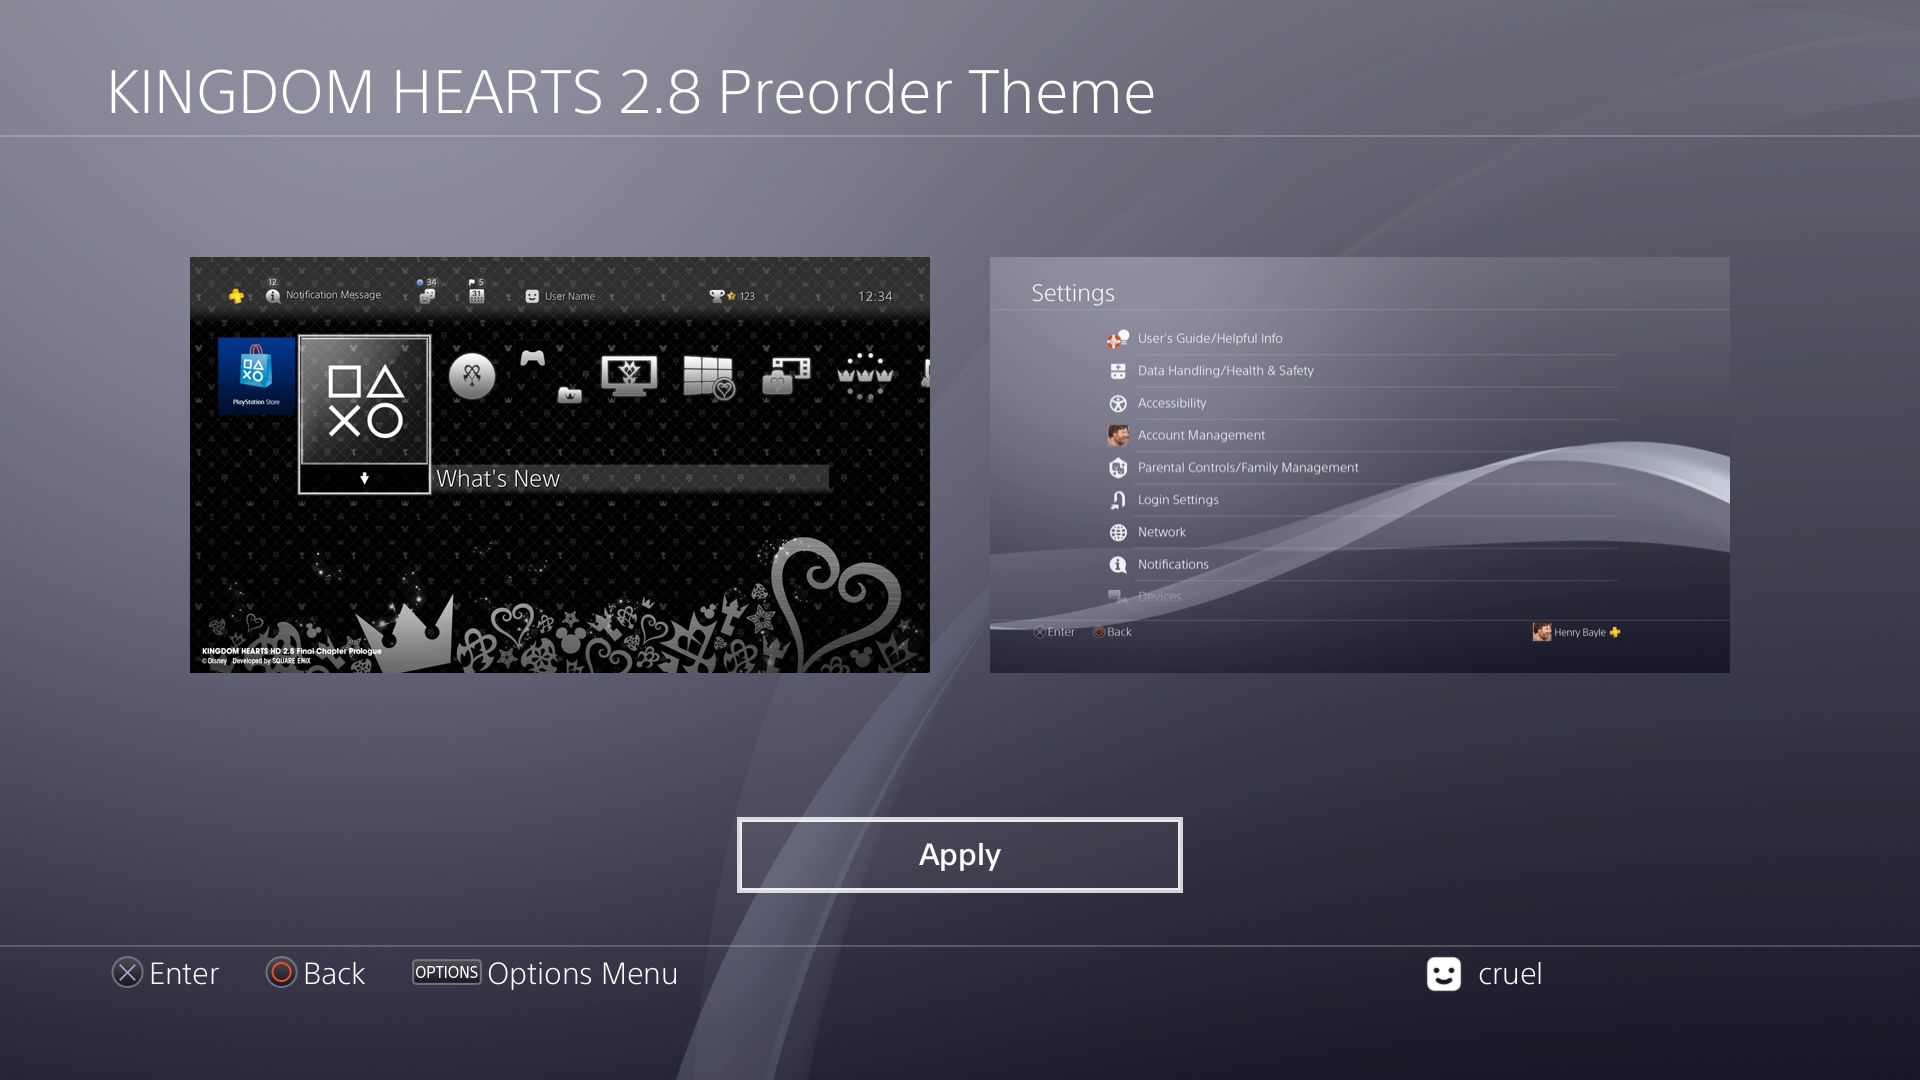 KINGDOM HEARTS 2.8 Preorder Theme
12
Notification Message
34
5
31
User Name
123
12:34
PlayStation Store
What's New
KINGDOM HEARTS HD 2.8 Final Chapter Prologue
©Disney Developed by SQUARE ENIX
Settings
User's Guide/Helpful Info
Data Handling/Health & Safety
Accessibility
Account Management
Parental Controls/Family Management
Login Settings
Network
Notifications
Devices
Enter Back
Henry Bayle
Apply
Enter Back OPTIONS Options Menu
cruel